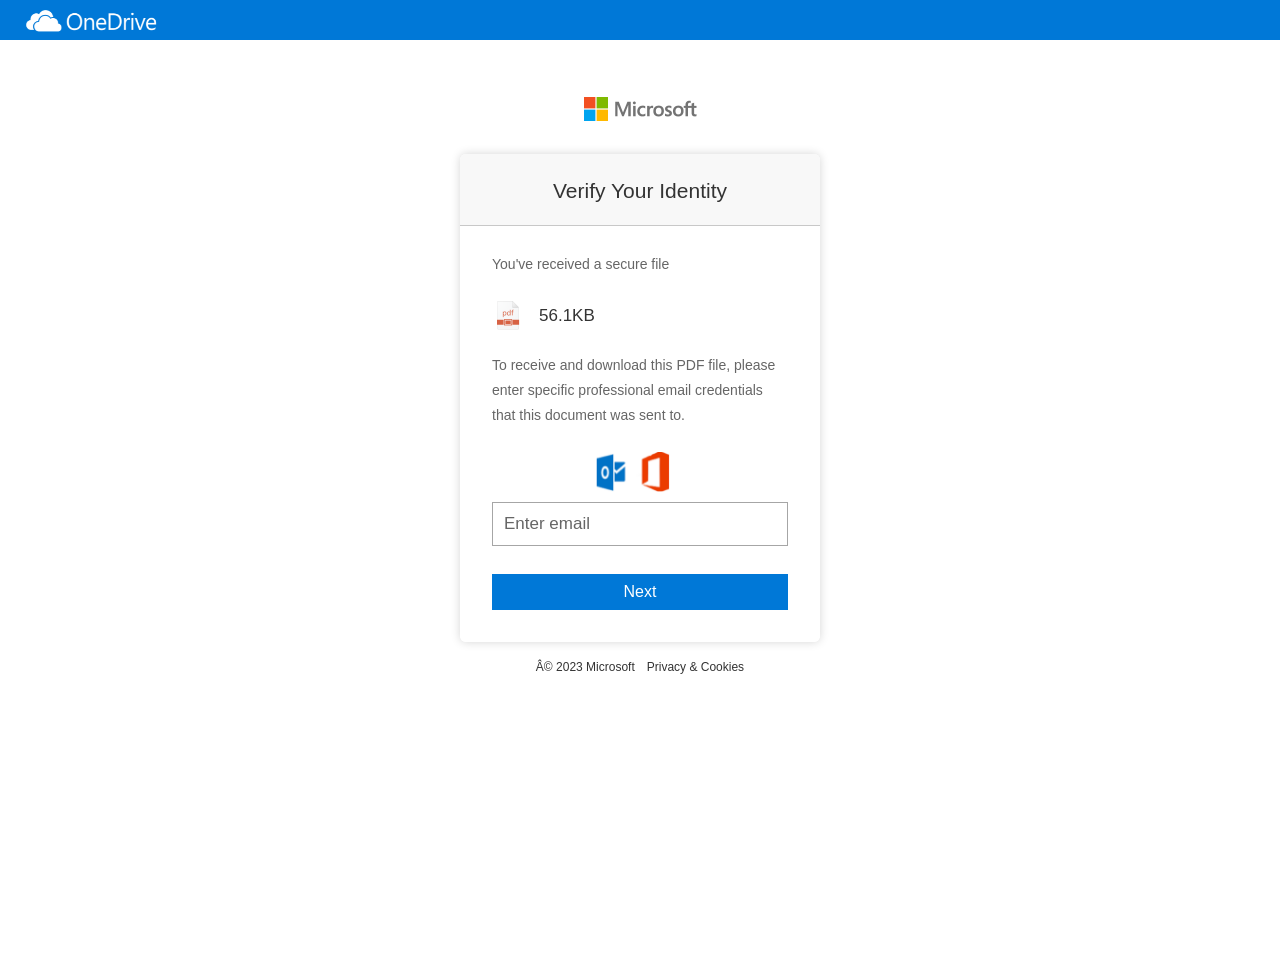 OneDrive
Microsoft
Verify Your Identity
You've received a secure file
pdf
56.1KB
To receive and download this PDF file, please
enter specific professional email credentials
that this document was sent to.
Enter email
Next
Â© 2023 Microsoft Privacy & Cookies